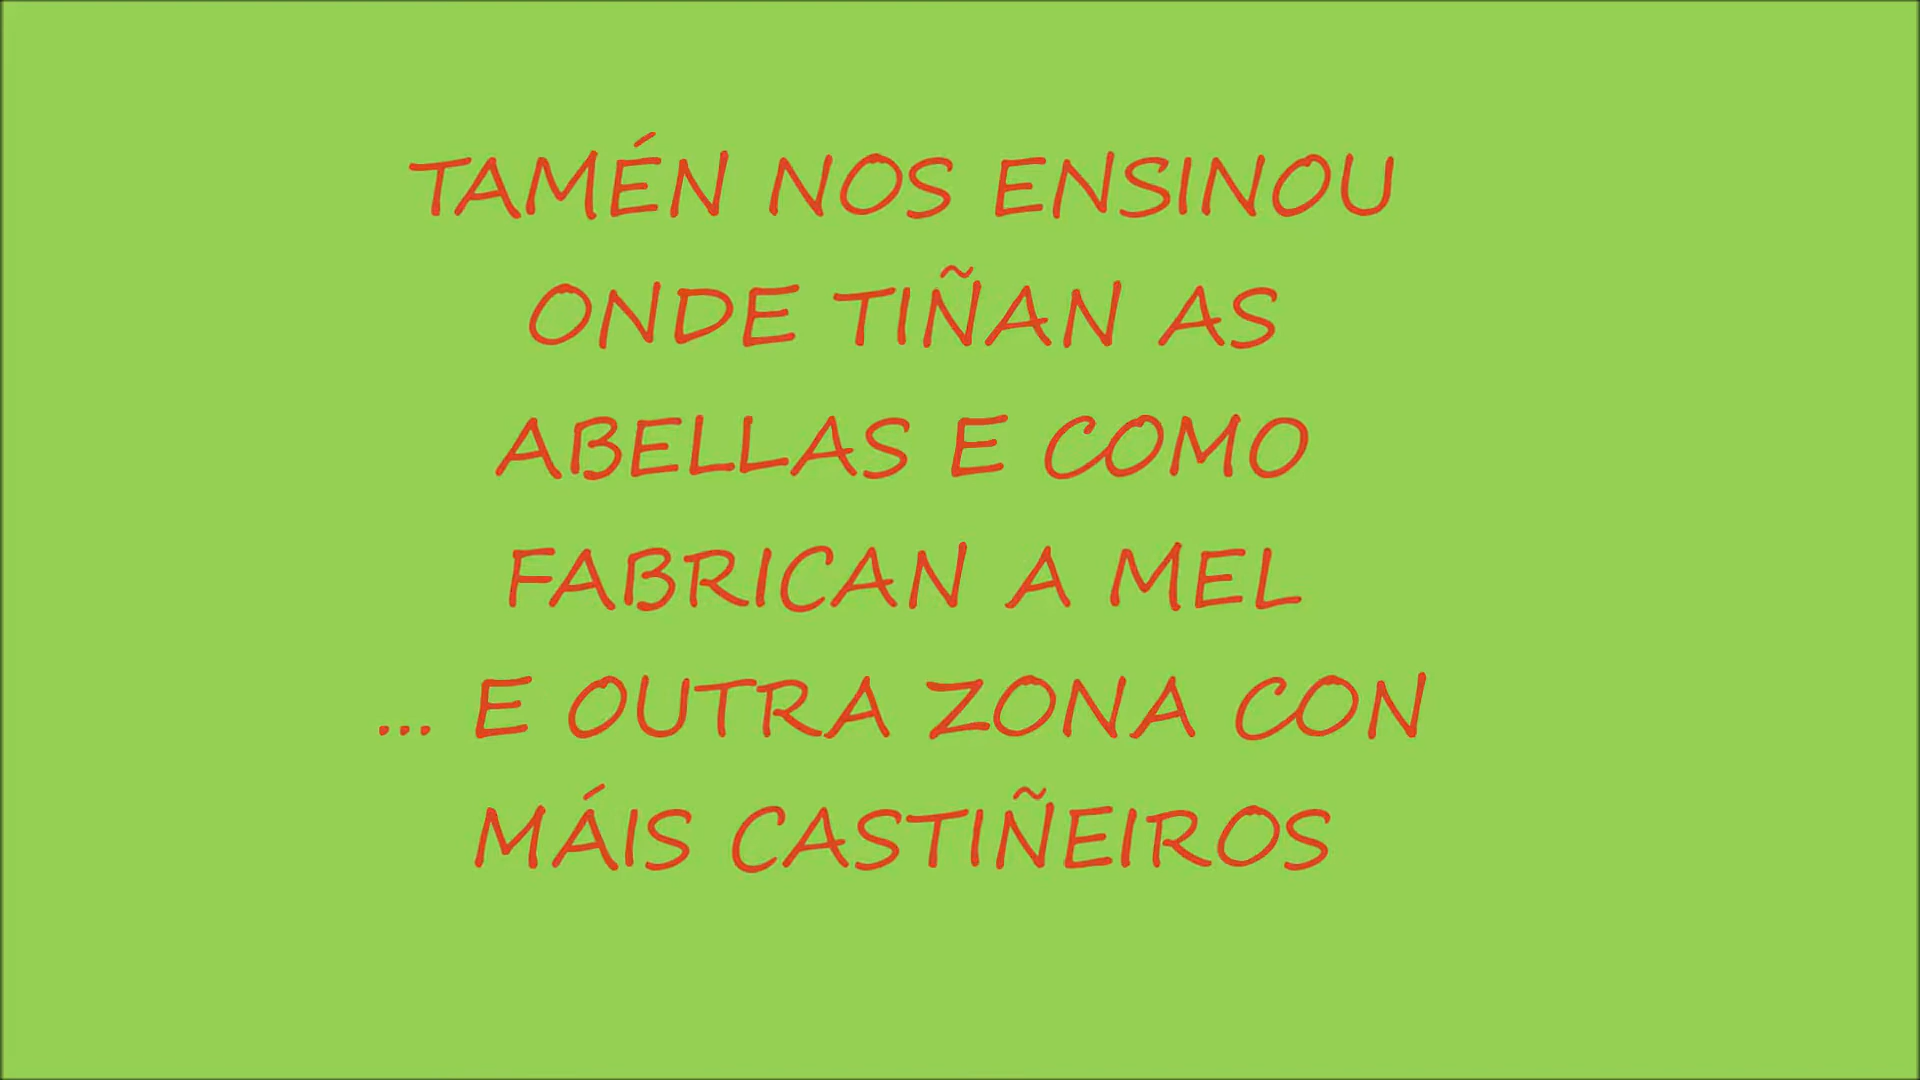 TAMÉN NOS ENSINOU
ONDE TIÑAN AS
ABELLAS E COMO
FABRICAN A MEL
... E OUTRA ZONA CON
MÁIS CASTIÑEIROS